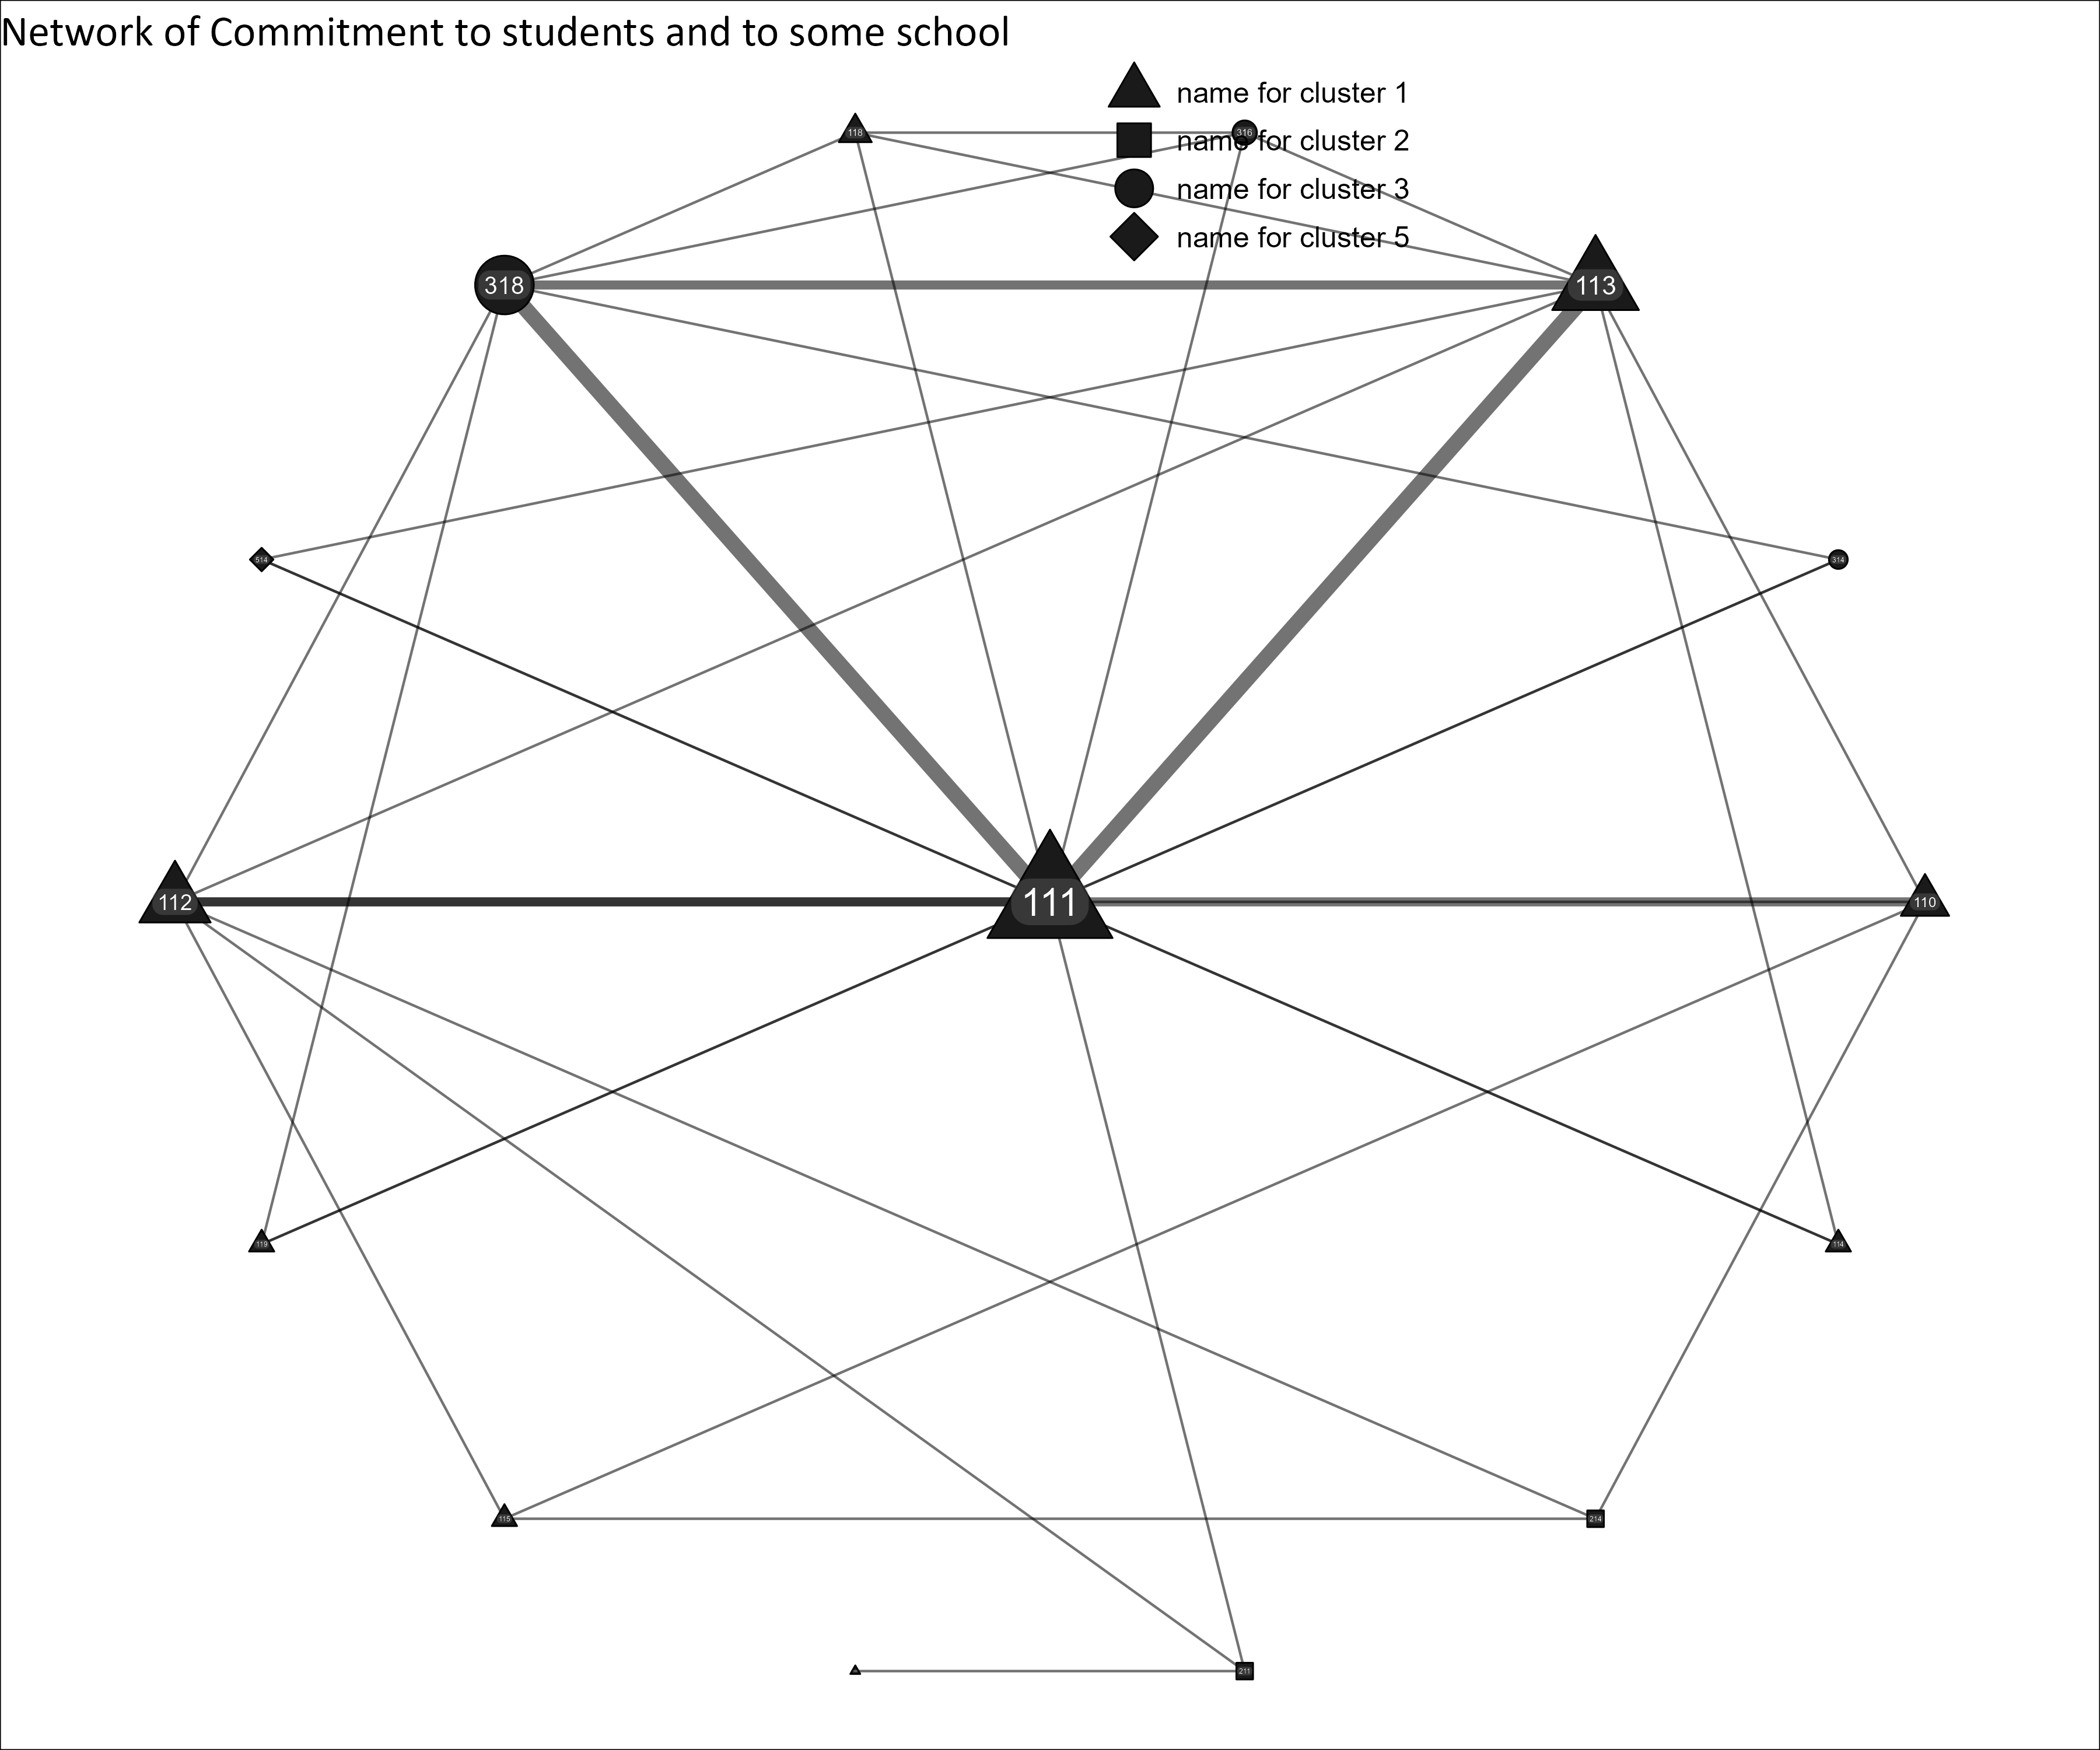 Network of Commitment to students and to some school
name for cluster 1
118
316
name for cluster 2
name for cluster 3
name for cluster 5
318
113
514
314
112
111
110
114
115
214
211